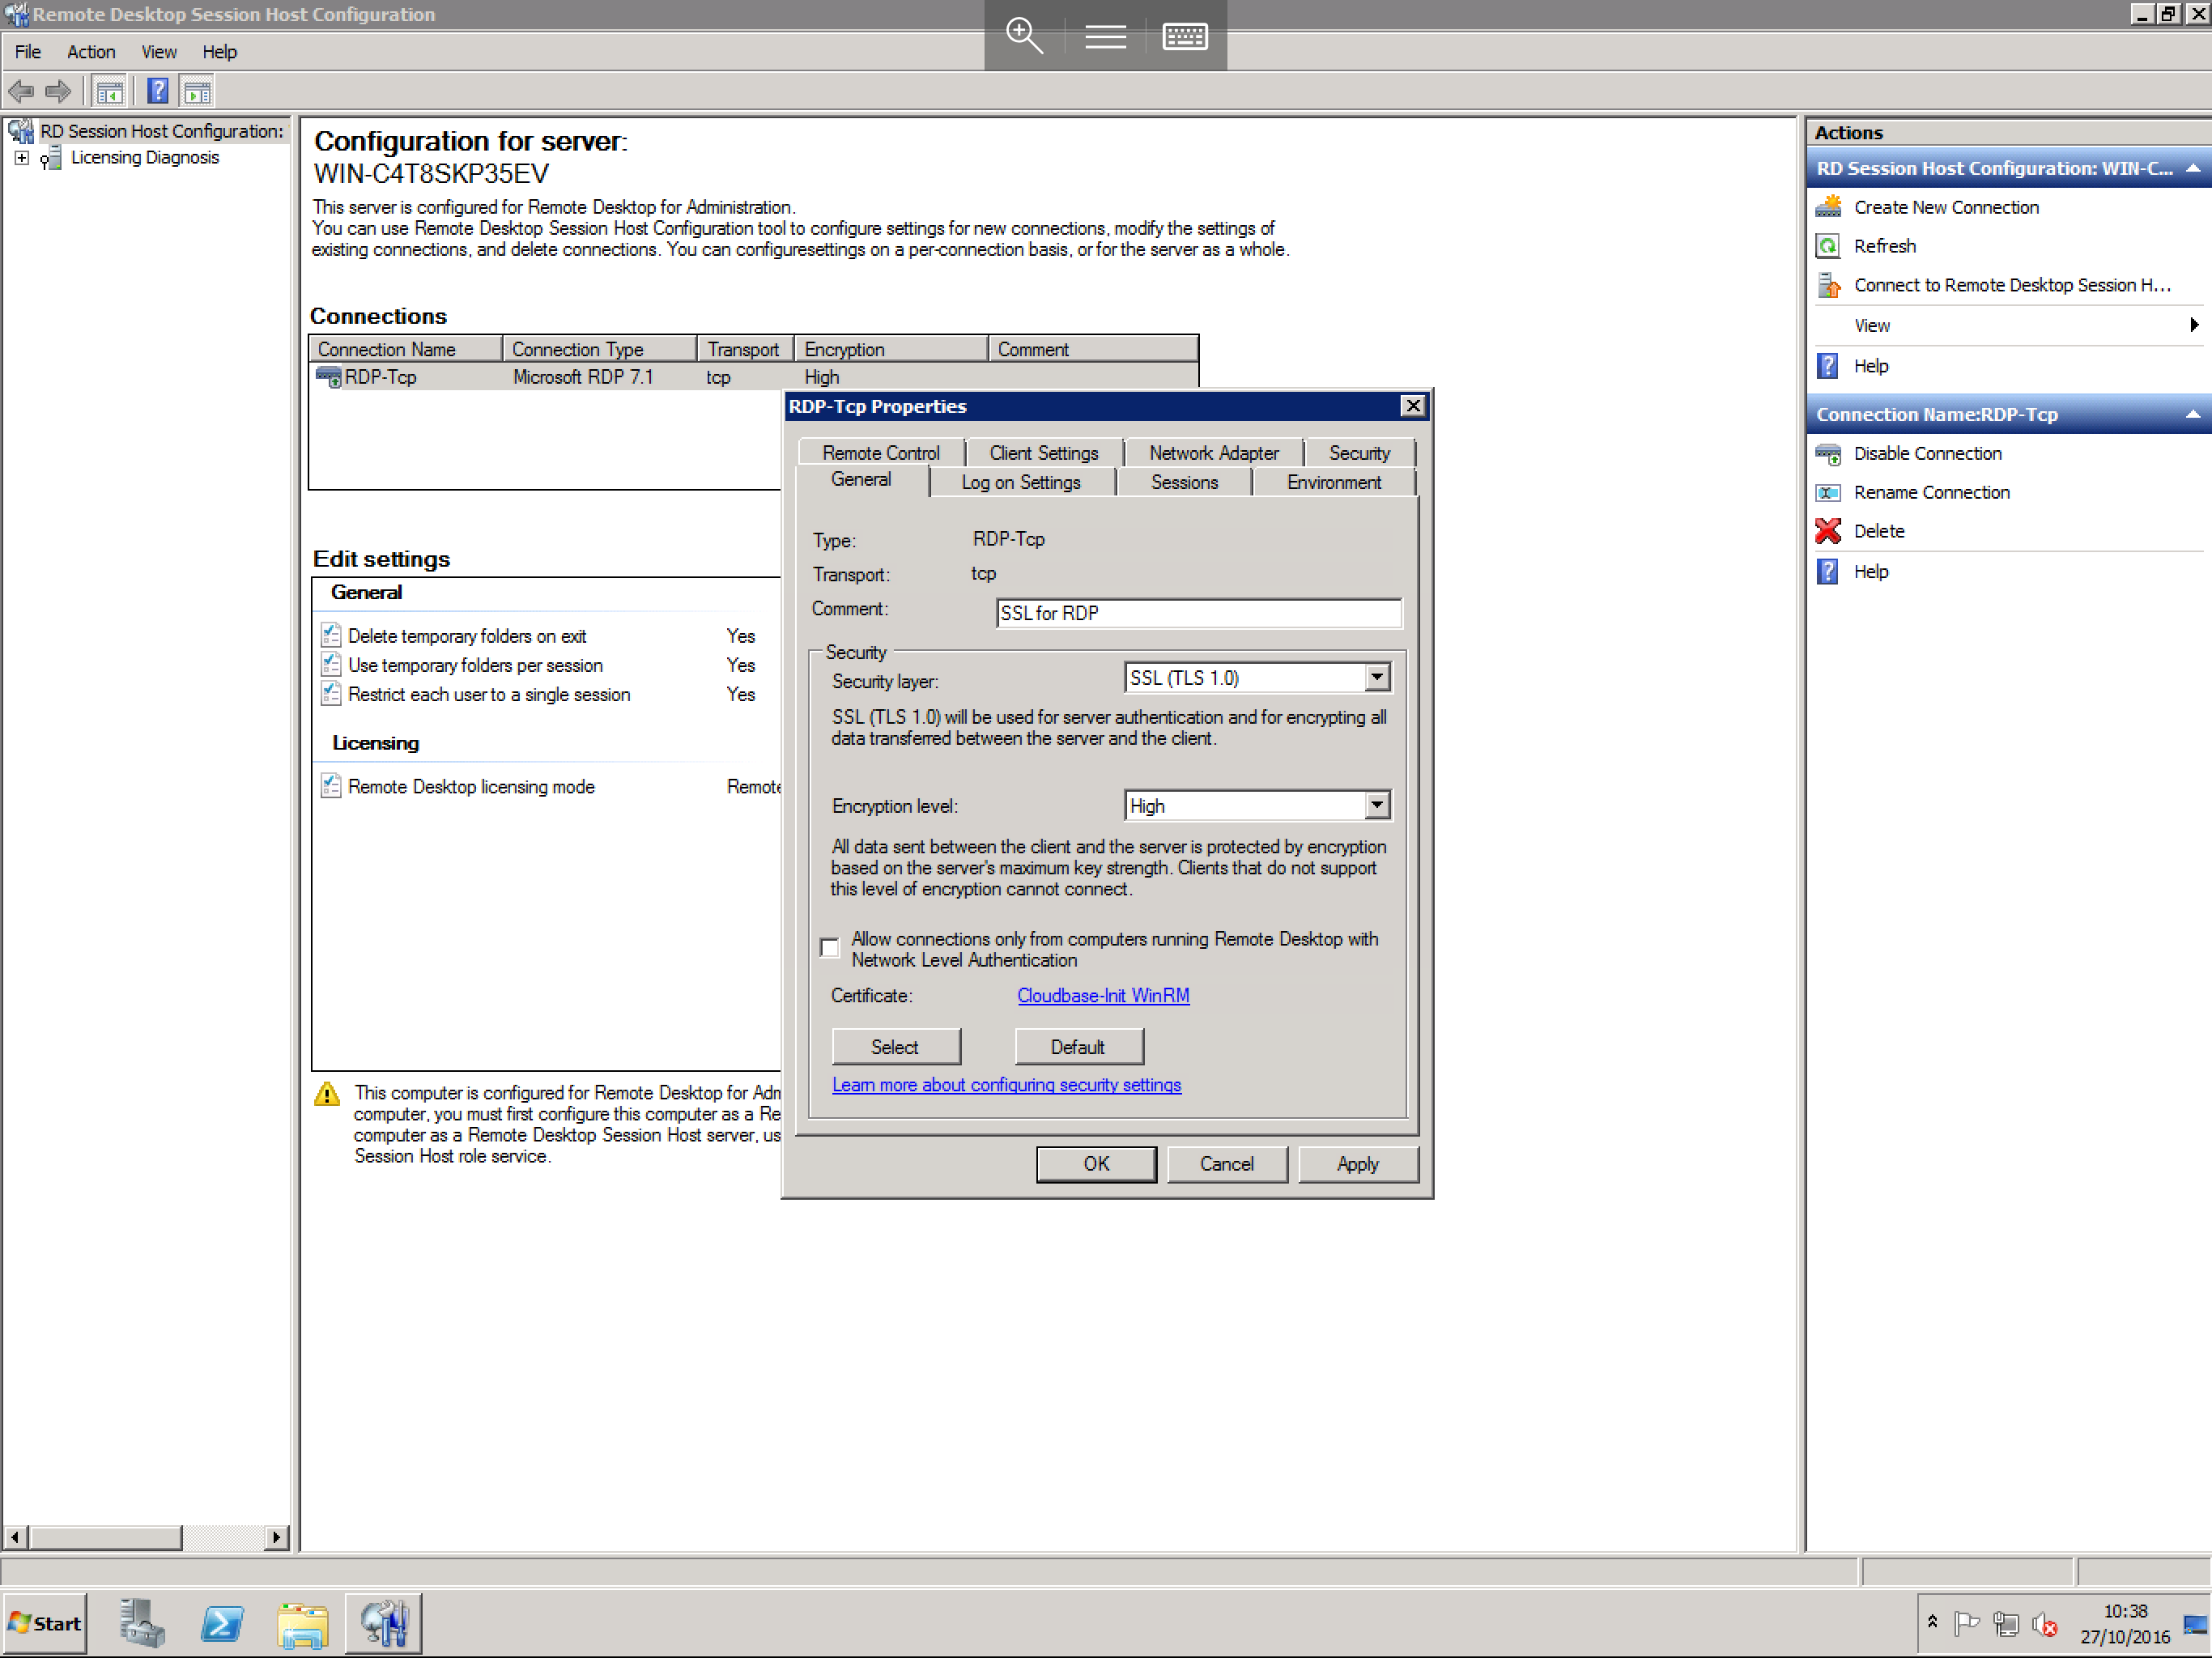 Remote Desktop Session Host Configuration
File Action View Help
RD Session Host Configuration:
Licensing Diagnosis
Configuration for server:
WIN-C4T8SKP35EV
This server is configured for Remote Desktop for Administration.
You can use Remote Desktop Session Host Configuration tool to configure settings for new connections, modify the settings of
existing connections, and delete connections. You can configuresettings on a per-connection basis, or for the server as a whole.
Connections
Connection Name Connection Type Transport Encryption Comment
RDP-Tcp Microsoft RDP 7.1 tcp High
Edit settings
General
Delete temporary folders on exit Yes
Use temporary folders per session Yes
Restrict each user to a single session Yes
Licensing
Remote Desktop licensing mode Remote
This computer is configured for Remote Desktop for Adm
computer, you must first configure this computer as a Re
computer as a Remote Desktop Session Host server, us
Session Host role service.
RDP-Tcp Properties
Remote Control Client Settings Network Adapter Security
General Log on Settings Sessions Environment
Type: RDP-Tcp
Transport: tcp
Comment: SSL for RDP
Security
Security layer: SSL (TLS 1.0)
SSL (TLS 1.0) will be used for server authentication and for encrypting all
data transferred between the server and the client.
Encryption level: High
All data sent between the client and the server is protected by encryption
based on the server's maximum key strength. Clients that do not support
this level of encryption cannot connect.
Allow connections only from computers running Remote Desktop with
Network Level Authentication
Certificate: Cloudbase-Init WinRM
Select Default
Learn more about configuring security settings
OK Cancel Apply
Actions
RD Session Host Configuration: WIN-C...
Create New Connection
Refresh
Connect to Remote Desktop Session H...
View
Help
Connection Name:RDP-Tcp
Disable Connection
Rename Connection
Delete
Help
Start
10:38
27/10/2016